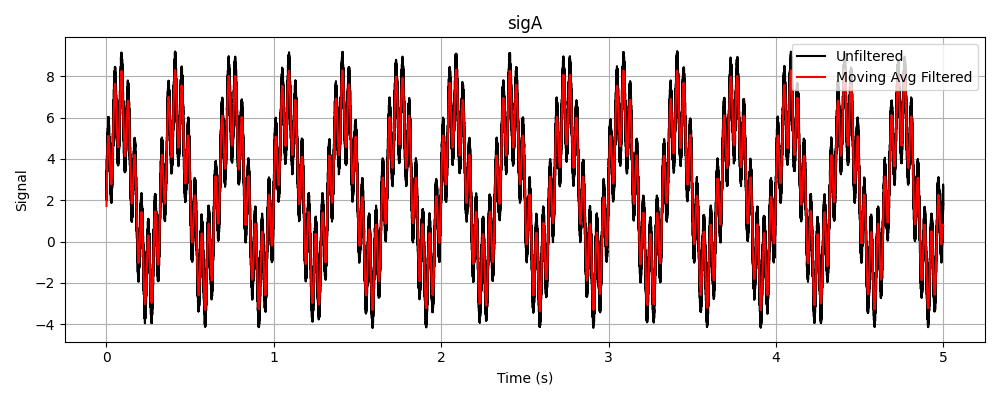 sigA
Unfiltered
Moving Avg Filtered
Signal
8
6
4
2
0
−2
−4
0 1 2 3 4 5
Time (s)